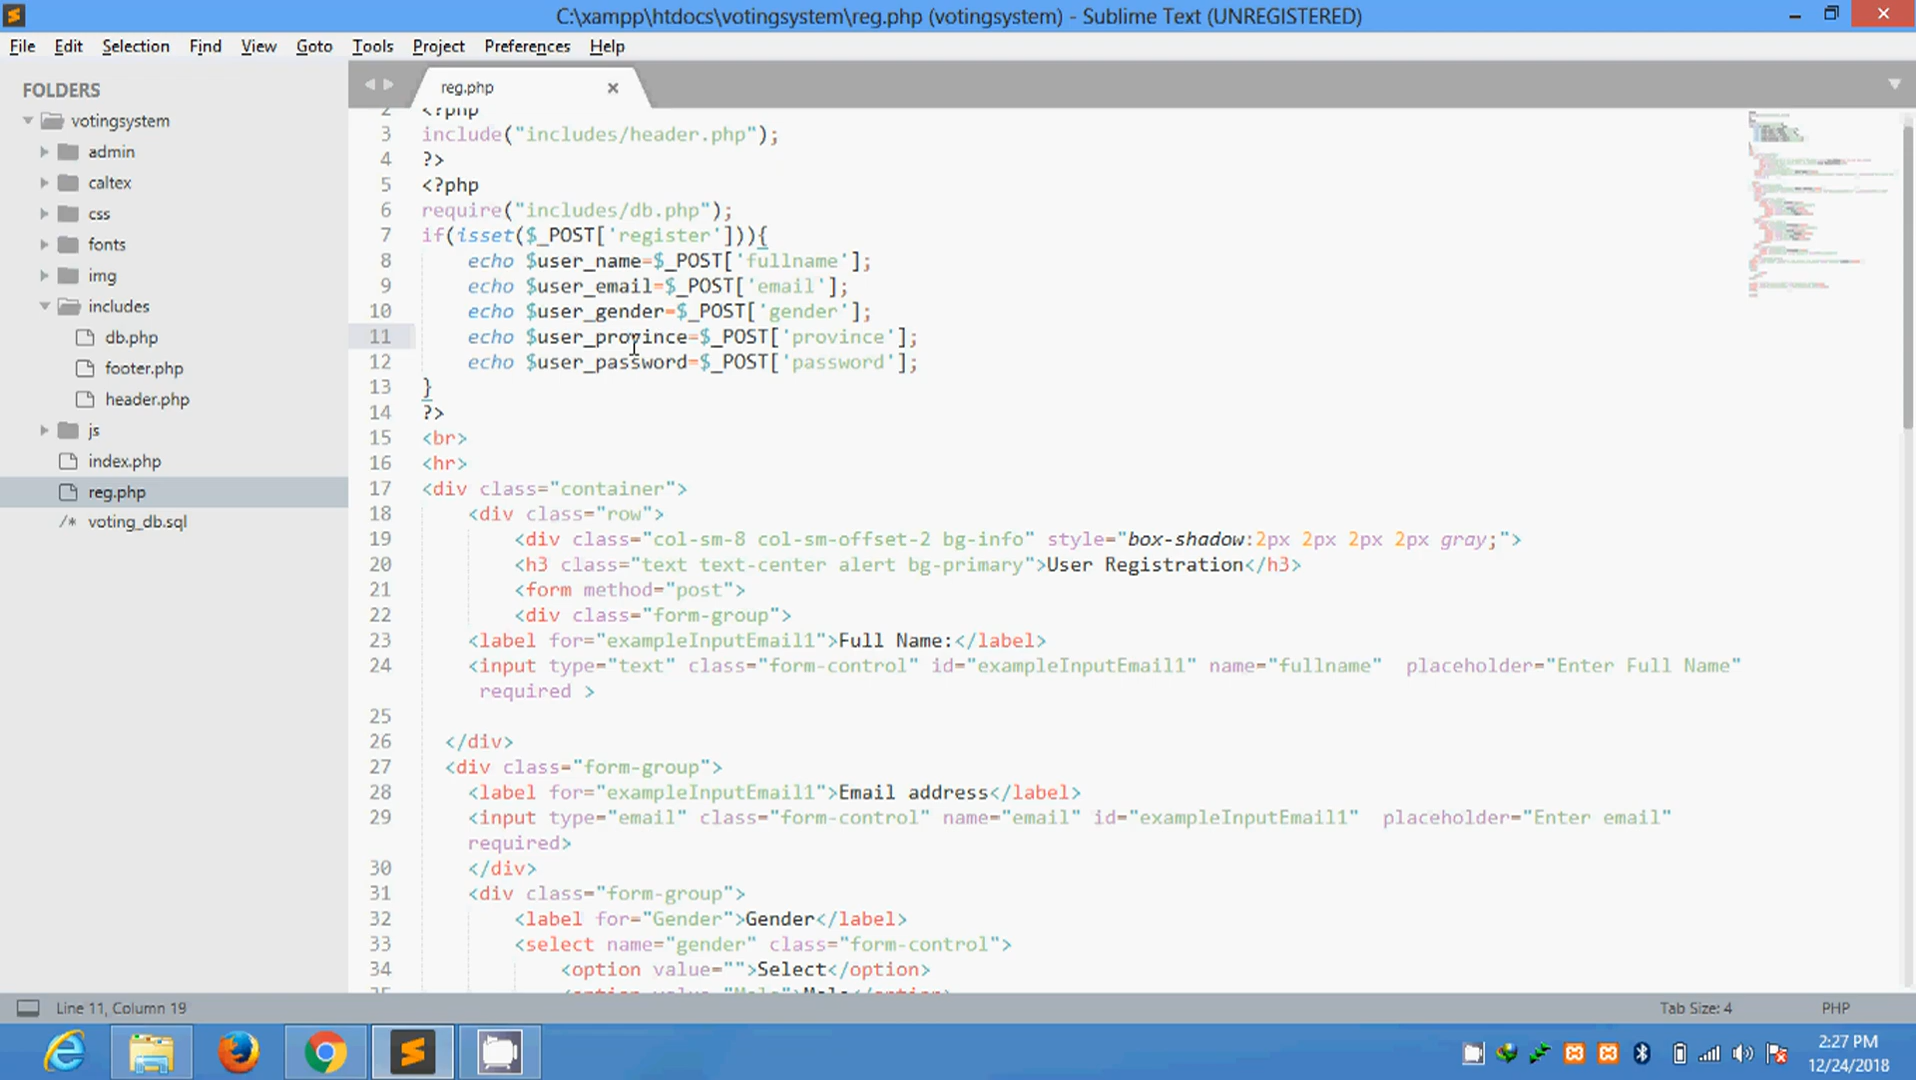 C:\xampp\htdocs\votingsystem\reg.php (votingsystem) - Sublime Text (UNREGISTERED)
File Edit Selection Find View Goto Tools Project Preferences Help
FOLDERS
votingsystem
admin
caltex
css
fonts
img
includes
db.php
footer.php
header.php
js
index.php
reg.php
/* voting_db.sql
reg.php
2 <?php
3 include("includes/header.php");
4 ?>
5 <?php
6 require("includes/db.php");
7 if(isset($_POST['register'])){
8 echo $user_name=$_POST['fullname'];
9 echo $user_email=$_POST['email'];
10 echo $user_gender=$_POST['gender'];
11 echo $user_province=$_POST['province'];
12 echo $user_password=$_POST['password'];
13 }
14 ?>
15 <br>
16 <hr>
17 <div class="container">
18 <div class="row">
19 <div class="col-sm-8 col-sm-offset-2 bg-info" style="box-shadow:2px 2px 2px 2px gray;">
20 <h3 class="text text-center alert bg-primary">User Registration</h3>
21 <form method="post">
22 <div class="form-group">
23 <label for="exampleInputEmail1">Full Name:</label>
24 <input type="text" class="form-control" id="exampleInputEmail1" name="fullname" placeholder="Enter Full Name"
required >
25
26 </div>
27 <div class="form-group">
28 <label for="exampleInputEmail1">Email address</label>
29 <input type="email" class="form-control" name="email" id="exampleInputEmail1" placeholder="Enter email"
required>
30 </div>
31 <div class="form-group">
32 <label for="Gender">Gender</label>
33 <select name="gender" class="form-control">
34 <option value="">Select</option>
Line 11, Column 19
Tab Size: 4
PHP
2:27 PM
12/24/2018